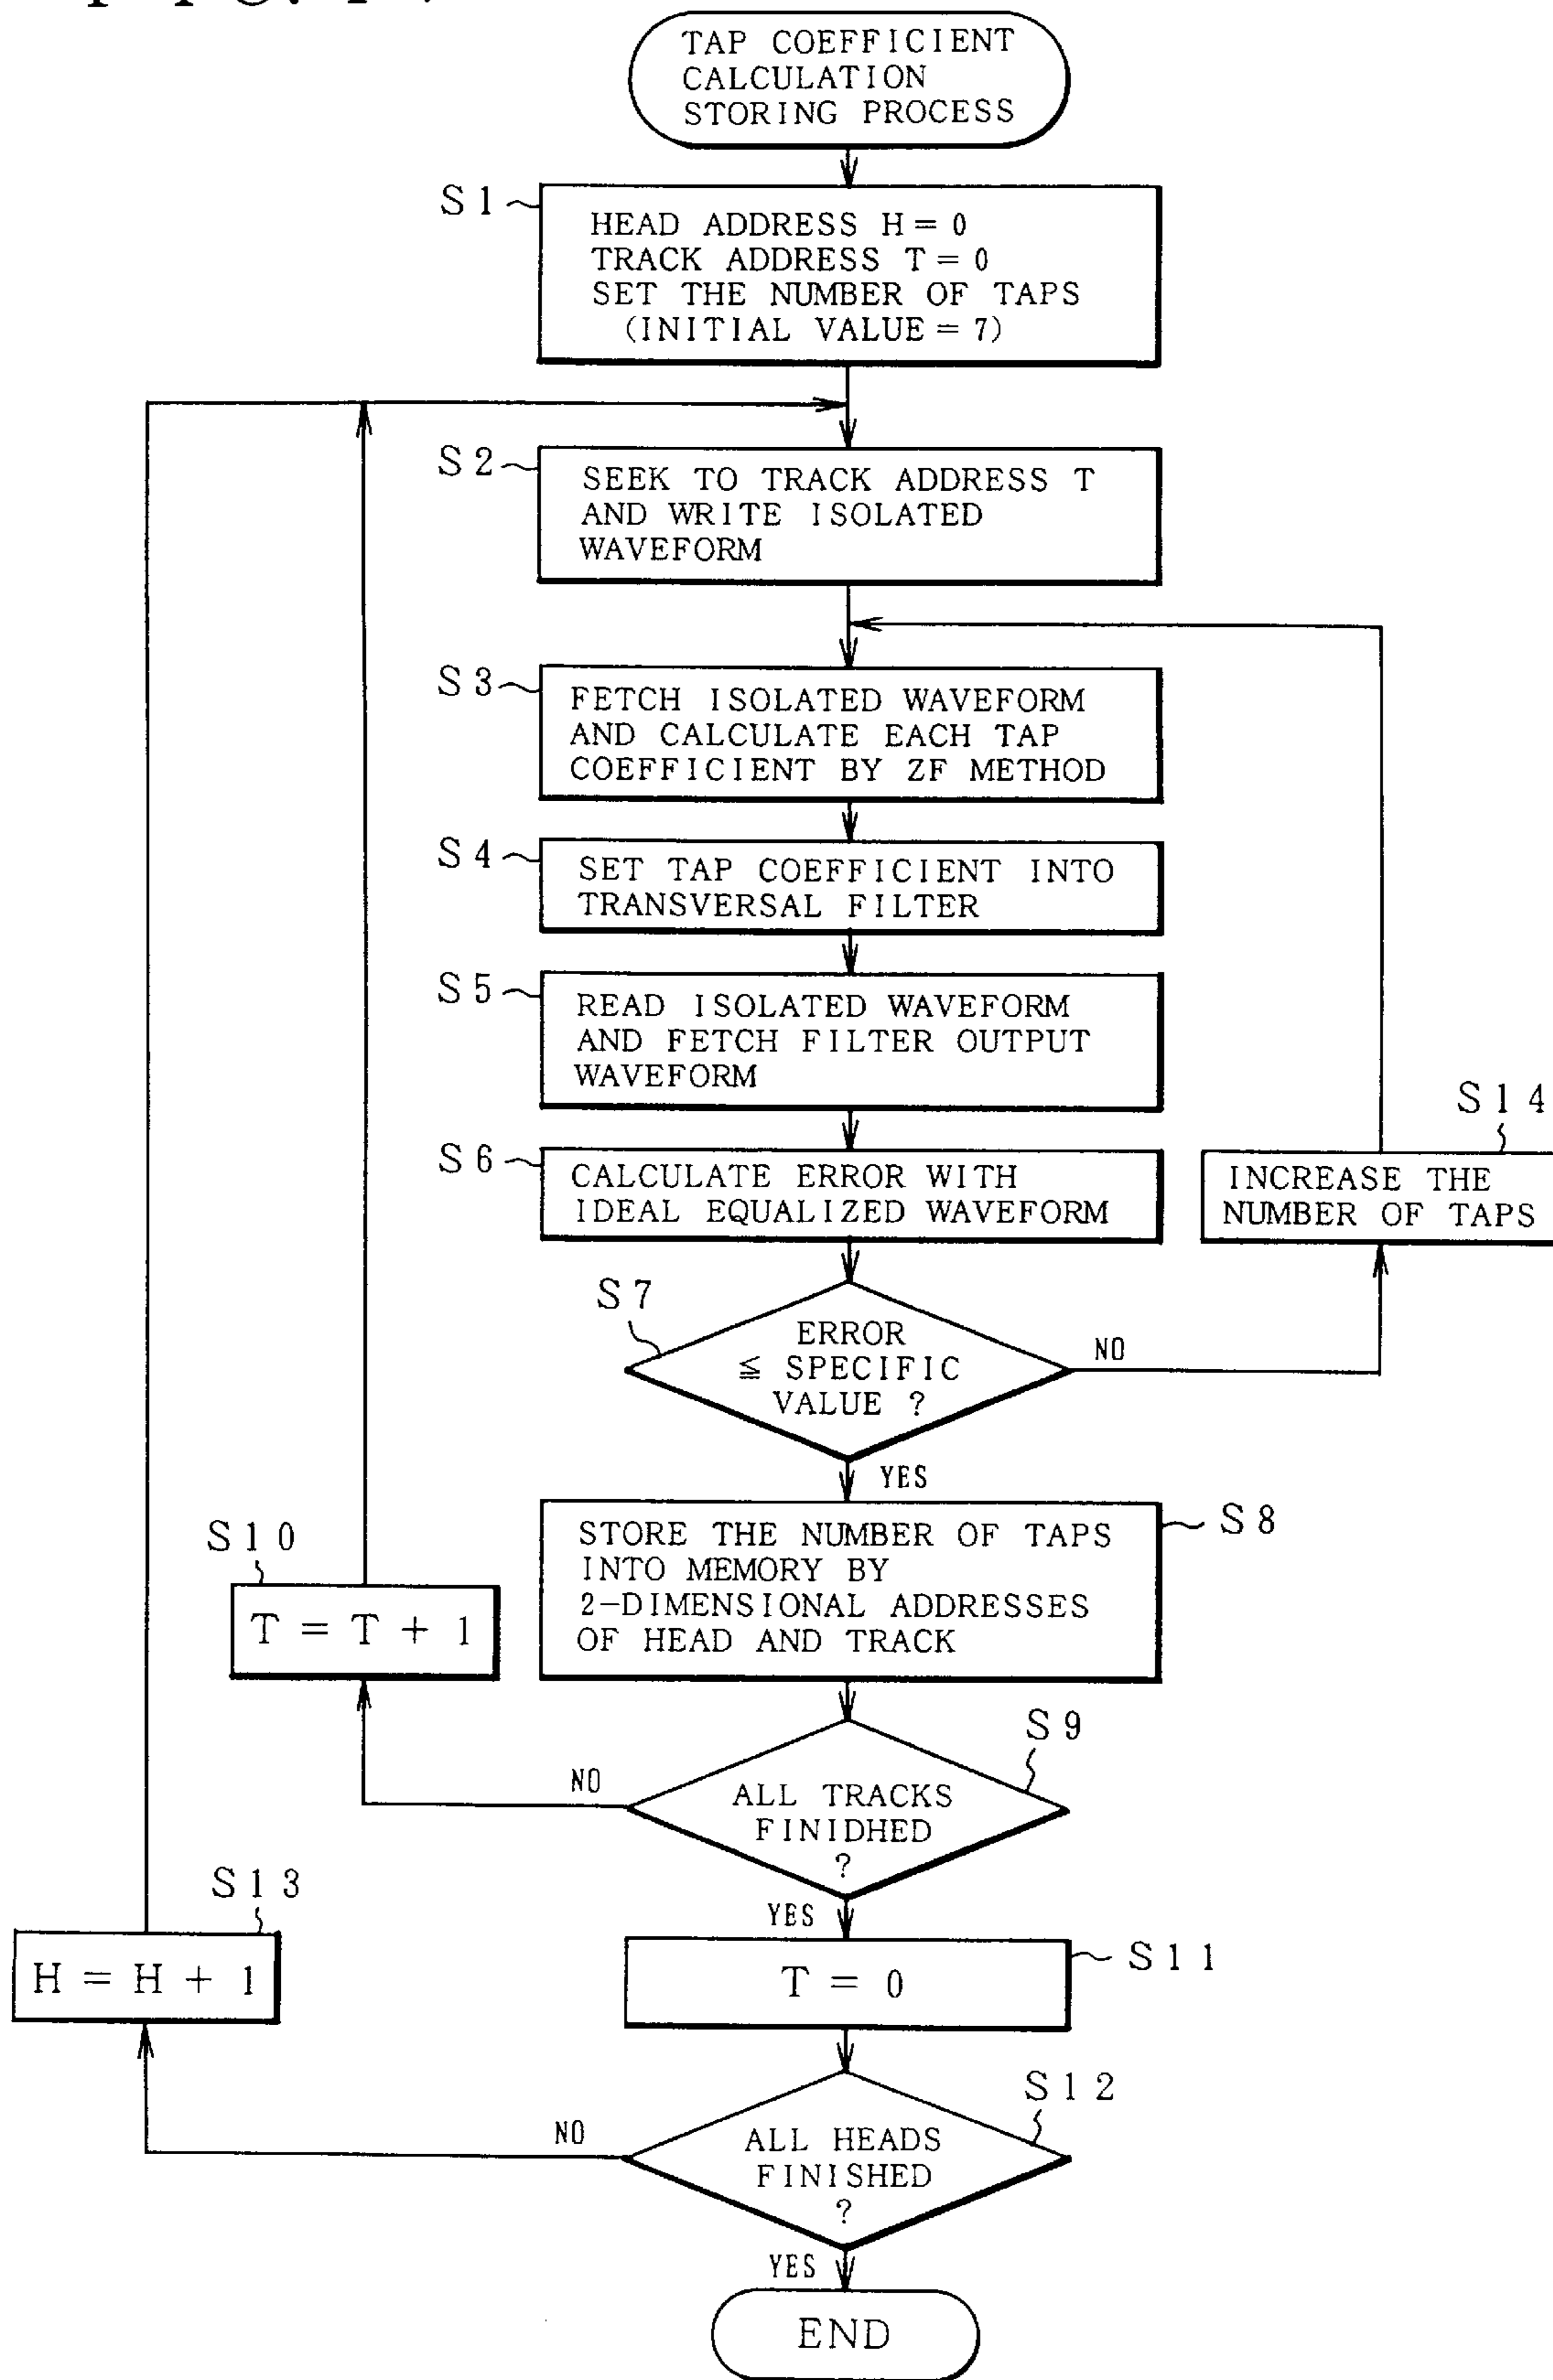 TAP COEFFICIENT
CALCULATION
STORING PROCESS
S1
HEAD ADDRESS H = 0
TRACK ADDRESS T = 0
SET THE NUMBER OF TAPS
(INITIAL VALUE = 7)
S2
SEEK TO TRACK ADDRESS T
AND WRITE ISOLATED
WAVEFORM
S3
FETCH ISOLATED WAVEFORM
AND CALCULATE EACH TAP
COEFFICIENT BY ZF METHOD
S4
SET TAP COEFFICIENT INTO
TRANSVERSAL FILTER
S5
READ ISOLATED WAVEFORM
AND FETCH FILTER OUTPUT
WAVEFORM
S14
INCREASE THE
NUMBER OF TAPS
S6
CALCULATE ERROR WITH
IDEAL EQUALIZED WAVEFORM
S7
ERROR
≦ SPECIFIC
VALUE ?
NO
YES
S8
STORE THE NUMBER OF TAPS
INTO MEMORY BY
2-DIMENSIONAL ADDRESSES
OF HEAD AND TRACK
S10
T = T + 1
S9
ALL TRACKS
FINIDHED
?
NO
YES
S13
H = H + 1
S11
T = 0
S12
ALL HEADS
FINISHED
?
NO
YES
END